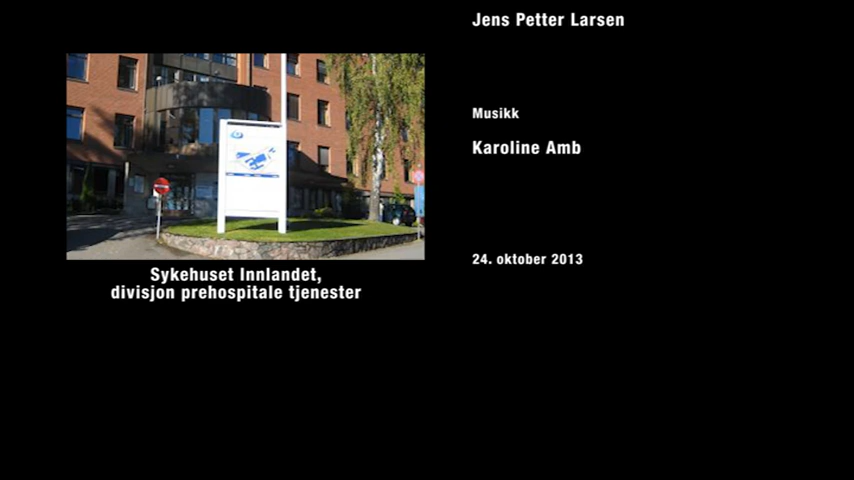 Jens Petter Larsen
Musikk
Karoline Amb
24. oktober 2013
Sykehuset Innlandet,
divisjon prehospitale tjenester